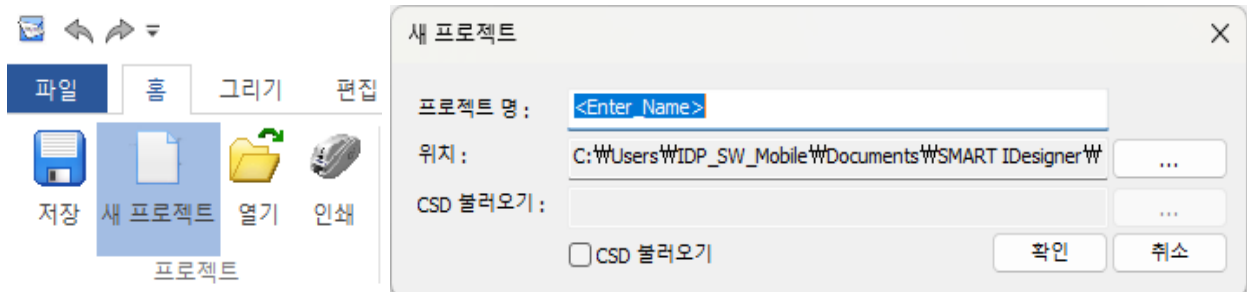 파일 홈 그리기 편집
저장 새 프로젝트 열기 인쇄
프로젝트
새 프로젝트
프로젝트 명 : <Enter_Name>
위치 : C:₩Users₩IDP_SW_Mobile₩Documents₩SMART IDesigner₩ ...
CSD 불러오기 : ...
CSD 불러오기 확인 취소